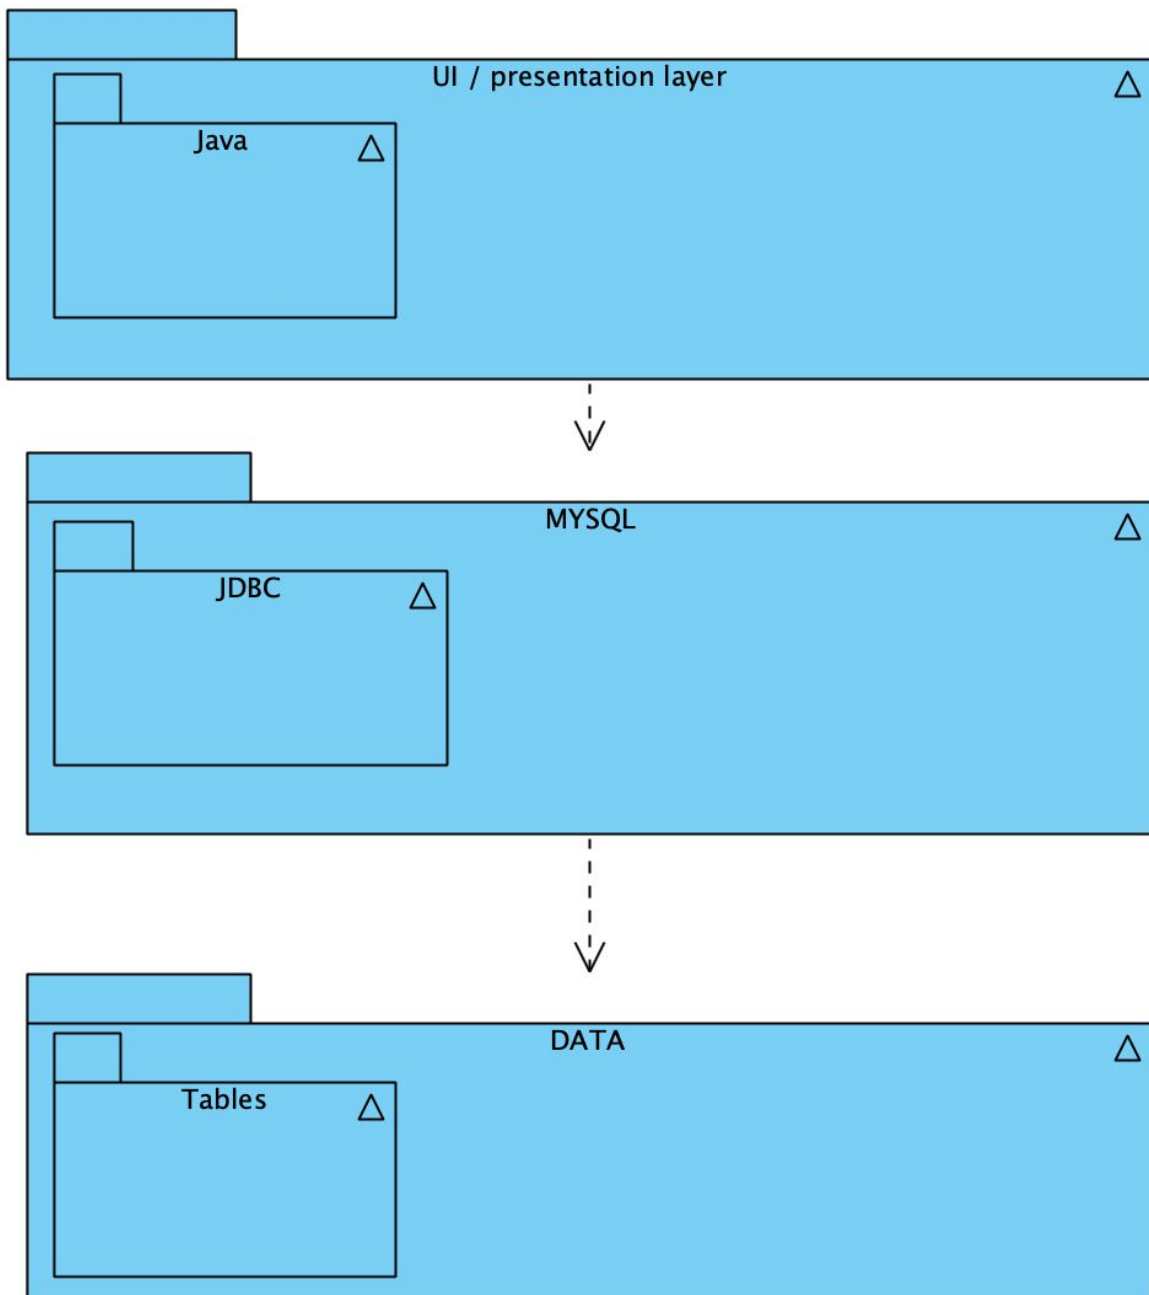 UI / presentation layer
Java
MYSQL
JDBC
DATA
Tables